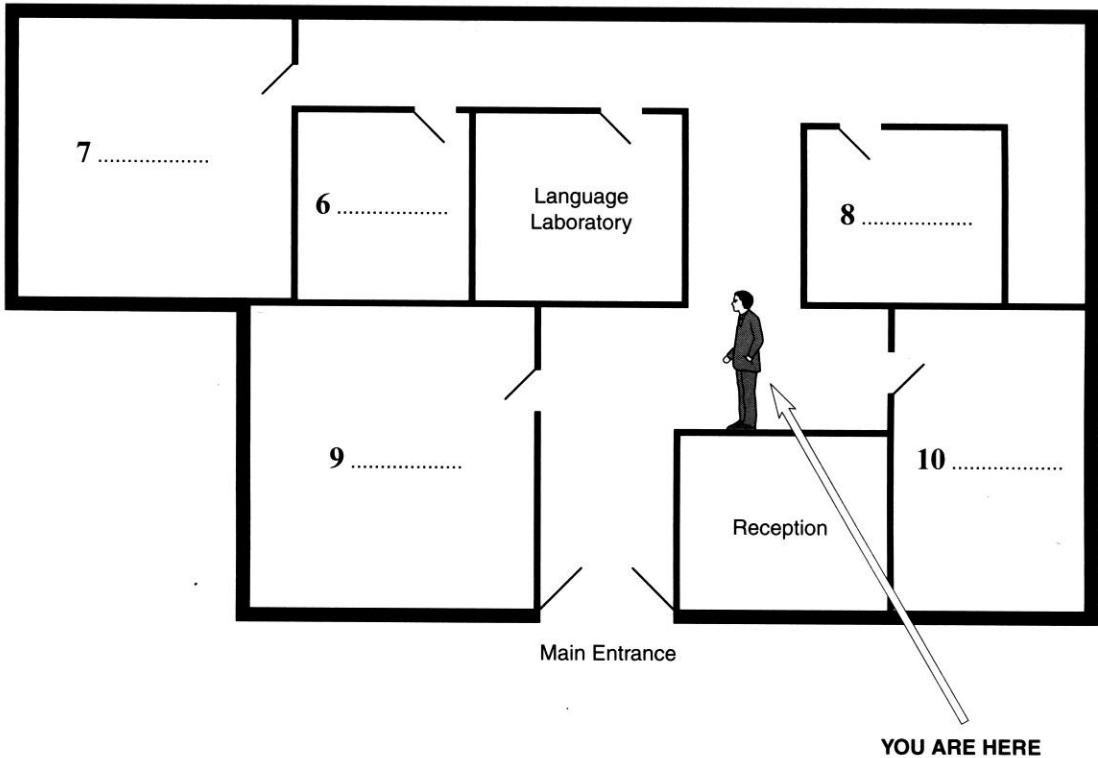 7 ....................
6 ....................
Language
Laboratory
8 ....................
9 ....................
10 ....................
Reception
Main Entrance
YOU ARE HERE